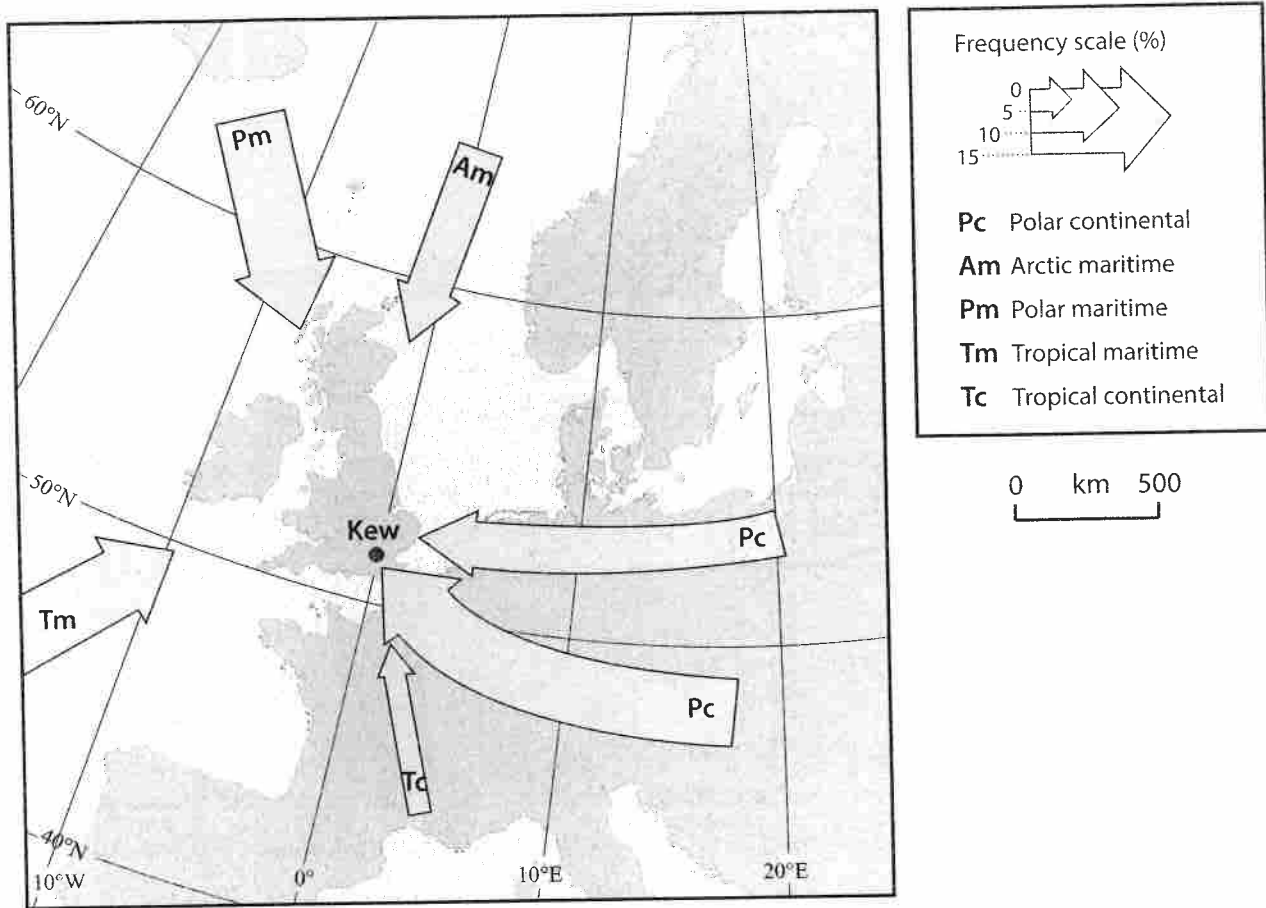 60°N
Pm
Am
50°N
Kew
Pc
Tm
Pc
Tc
40°N
10°W
0°
10°E
20°E
Frequency scale (%)
0
5
10
15
Pc Polar continental
Am Arctic maritime
Pm Polar maritime
Tm Tropical maritime
Tc Tropical continental
0 km 500